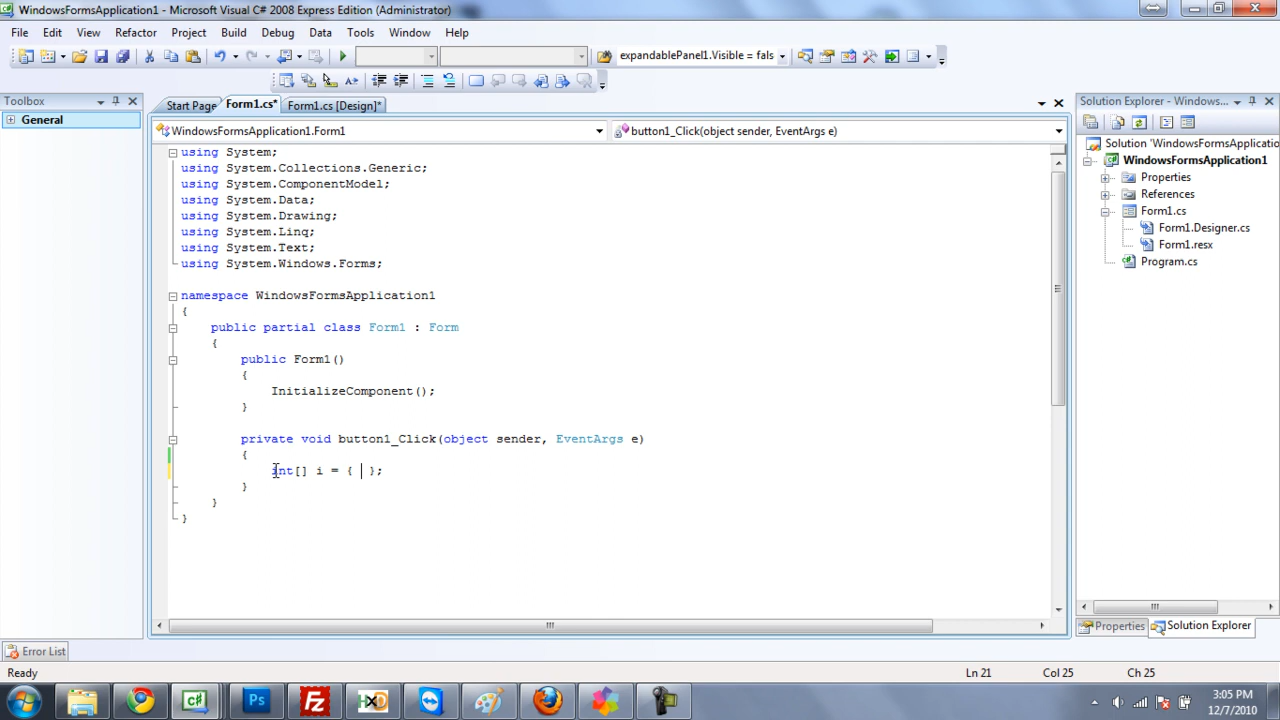 WindowsFormsApplication1 - Microsoft Visual C# 2008 Express Edition (Administrator)
File Edit View Refactor Project Build Debug Data Tools Window Help
expandablePanel1.Visible = fals
Toolbox
General
Start Page
Form1.cs*
Form1.cs [Design]*
WindowsFormsApplication1.Form1
button1_Click(object sender, EventArgs e)
using System;
using System.Collections.Generic;
using System.ComponentModel;
using System.Data;
using System.Drawing;
using System.Linq;
using System.Text;
using System.Windows.Forms;
namespace WindowsFormsApplication1
{
public partial class Form1 : Form
{
public Form1()
{
InitializeComponent();
}
private void button1_Click(object sender, EventArgs e)
{
int[] i = { };
}
}
}
Solution Explorer - Windows...
Solution 'WindowsFormsApplicatio
WindowsFormsApplication1
Properties
References
Form1.cs
Form1.Designer.cs
Form1.resx
Program.cs
Properties
Solution Explorer
Error List
Ready
Ln 21
Col 25
Ch 25
Ps
Fz
3:05 PM
12/7/2010